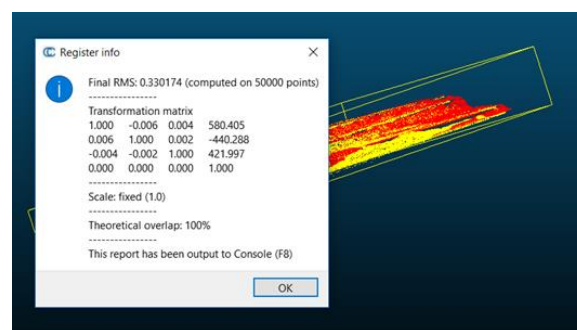 Register info
Final RMS: 0.330174 (computed on 50000 points)
----------------
Transformation matrix
1.000 -0.006 0.004 580.405
0.006 1.000 0.002 -440.288
-0.004 -0.002 1.000 421.997
0.000 0.000 0.000 1.000
----------------
Scale: fixed (1.0)
----------------
Theoretical overlap: 100%
----------------
This report has been output to Console (F8)
OK